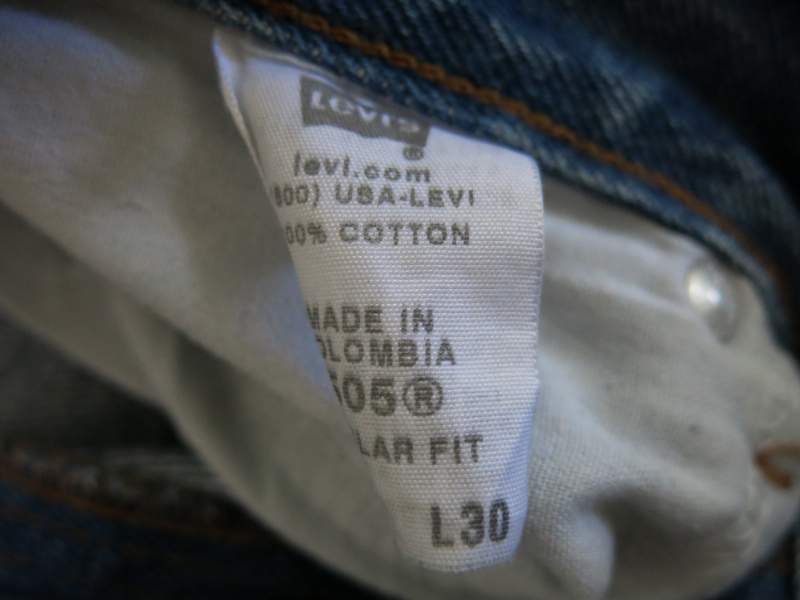 Levi's
®
levi.com
800) USA-LEVI
00% COTTON
MADE IN
OLOMBIA
505®
LAR FIT
L30